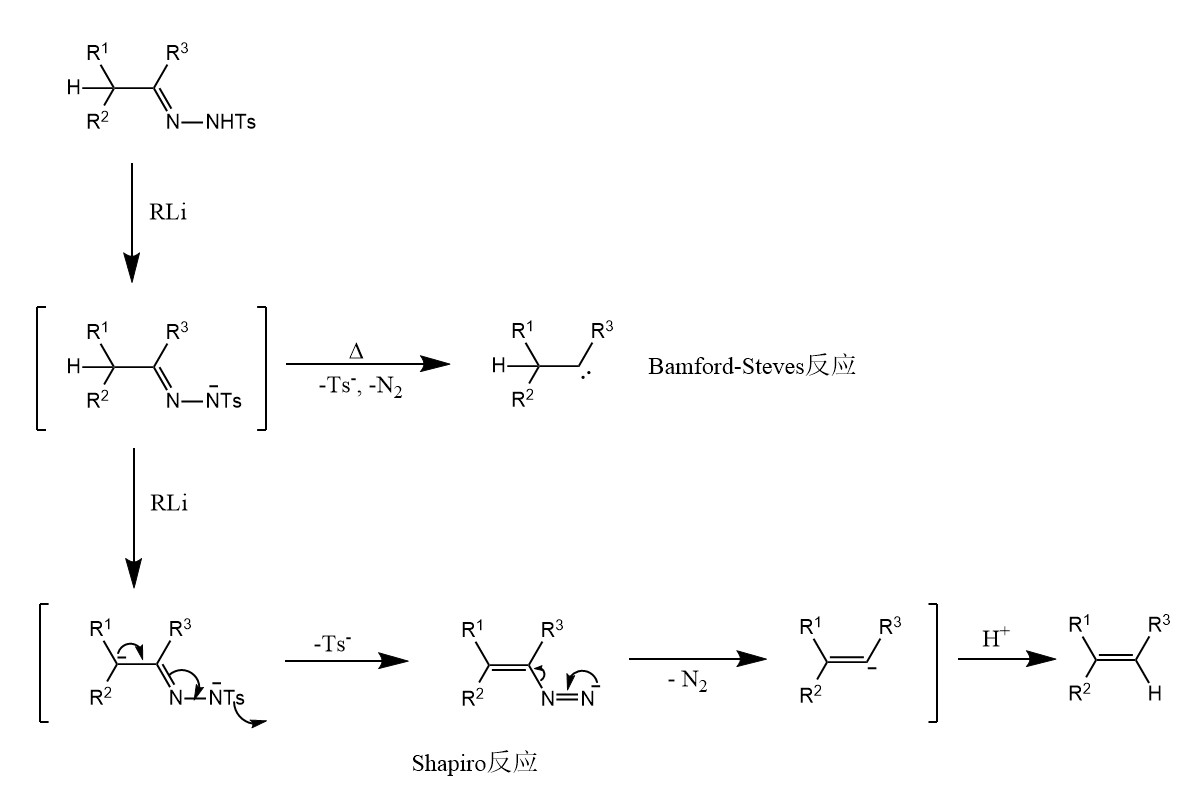 R¹ R³
H
R² N NHTs
RLi
R¹ R³
H
R² N N̄Ts
Δ
-Ts⁻, -N₂
R¹ R³
H
R²
Bamford-Steves反应
RLi
R¹ R³
R² N N̄Ts
-Ts⁻
R¹ R³
R² N N̄
- N₂
R¹ R³
R²
H⁺
R¹ R³
R² H
Shapiro反应